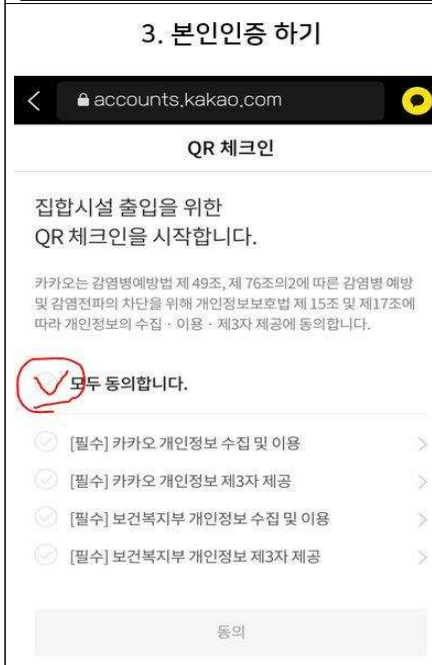 3. 본인인증 하기
accounts.kakao.com
QR 체크인
집합시설 출입을 위한
QR 체크인을 시작합니다.
카카오는 감염병예방법 제 49조, 제 76조의2에 따른 감염병 예방
및 감염전파의 차단을 위해 개인정보보호법 제 15조 및 제17조에
따라 개인정보의 수집 · 이용 · 제3자 제공에 동의합니다.
모두 동의합니다.
[필수] 카카오 개인정보 수집 및 이용
[필수] 카카오 개인정보 제3자 제공
[필수] 보건복지부 개인정보 수집 및 이용
[필수] 보건복지부 개인정보 제3자 제공
동의